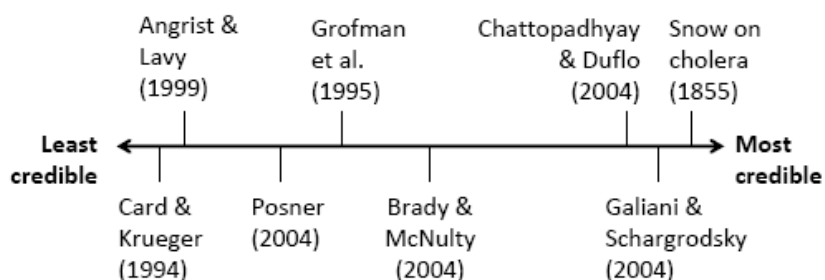 Angrist &
Lavy
(1999)
Grofman
et al.
(1995)
Chattopadhyay
& Duflo
(2004)
Snow on
cholera
(1855)
Least
credible
Most
credible
Card &
Krueger
(1994)
Posner
(2004)
Brady &
McNulty
(2004)
Galiani &
Schargrodsky
(2004)